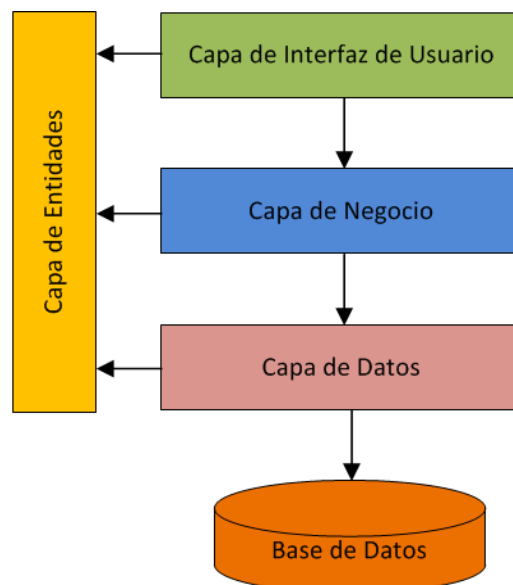 Capa de Interfaz de Usuario
Capa de Entidades
Capa de Negocio
Capa de Datos
Base de Datos